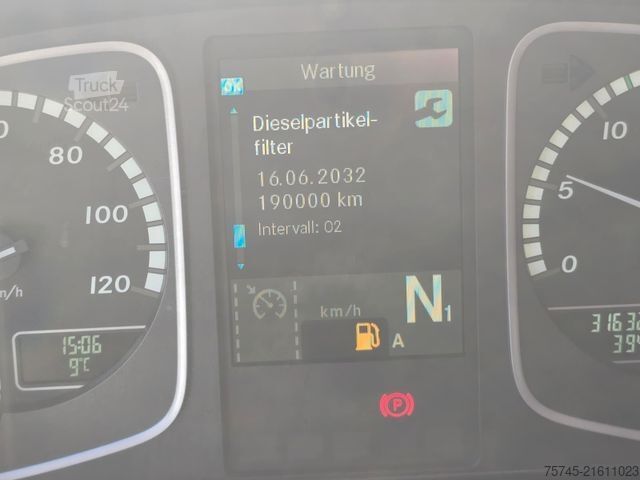 Wartung
OK
Truck
Scout24
Dieselpartikel-
filter
16.06.2032
190000 km
Intervall: 02
80
100
120
15:06
9°C
km/h
N1
A
P
10
5
0
75745-21611023